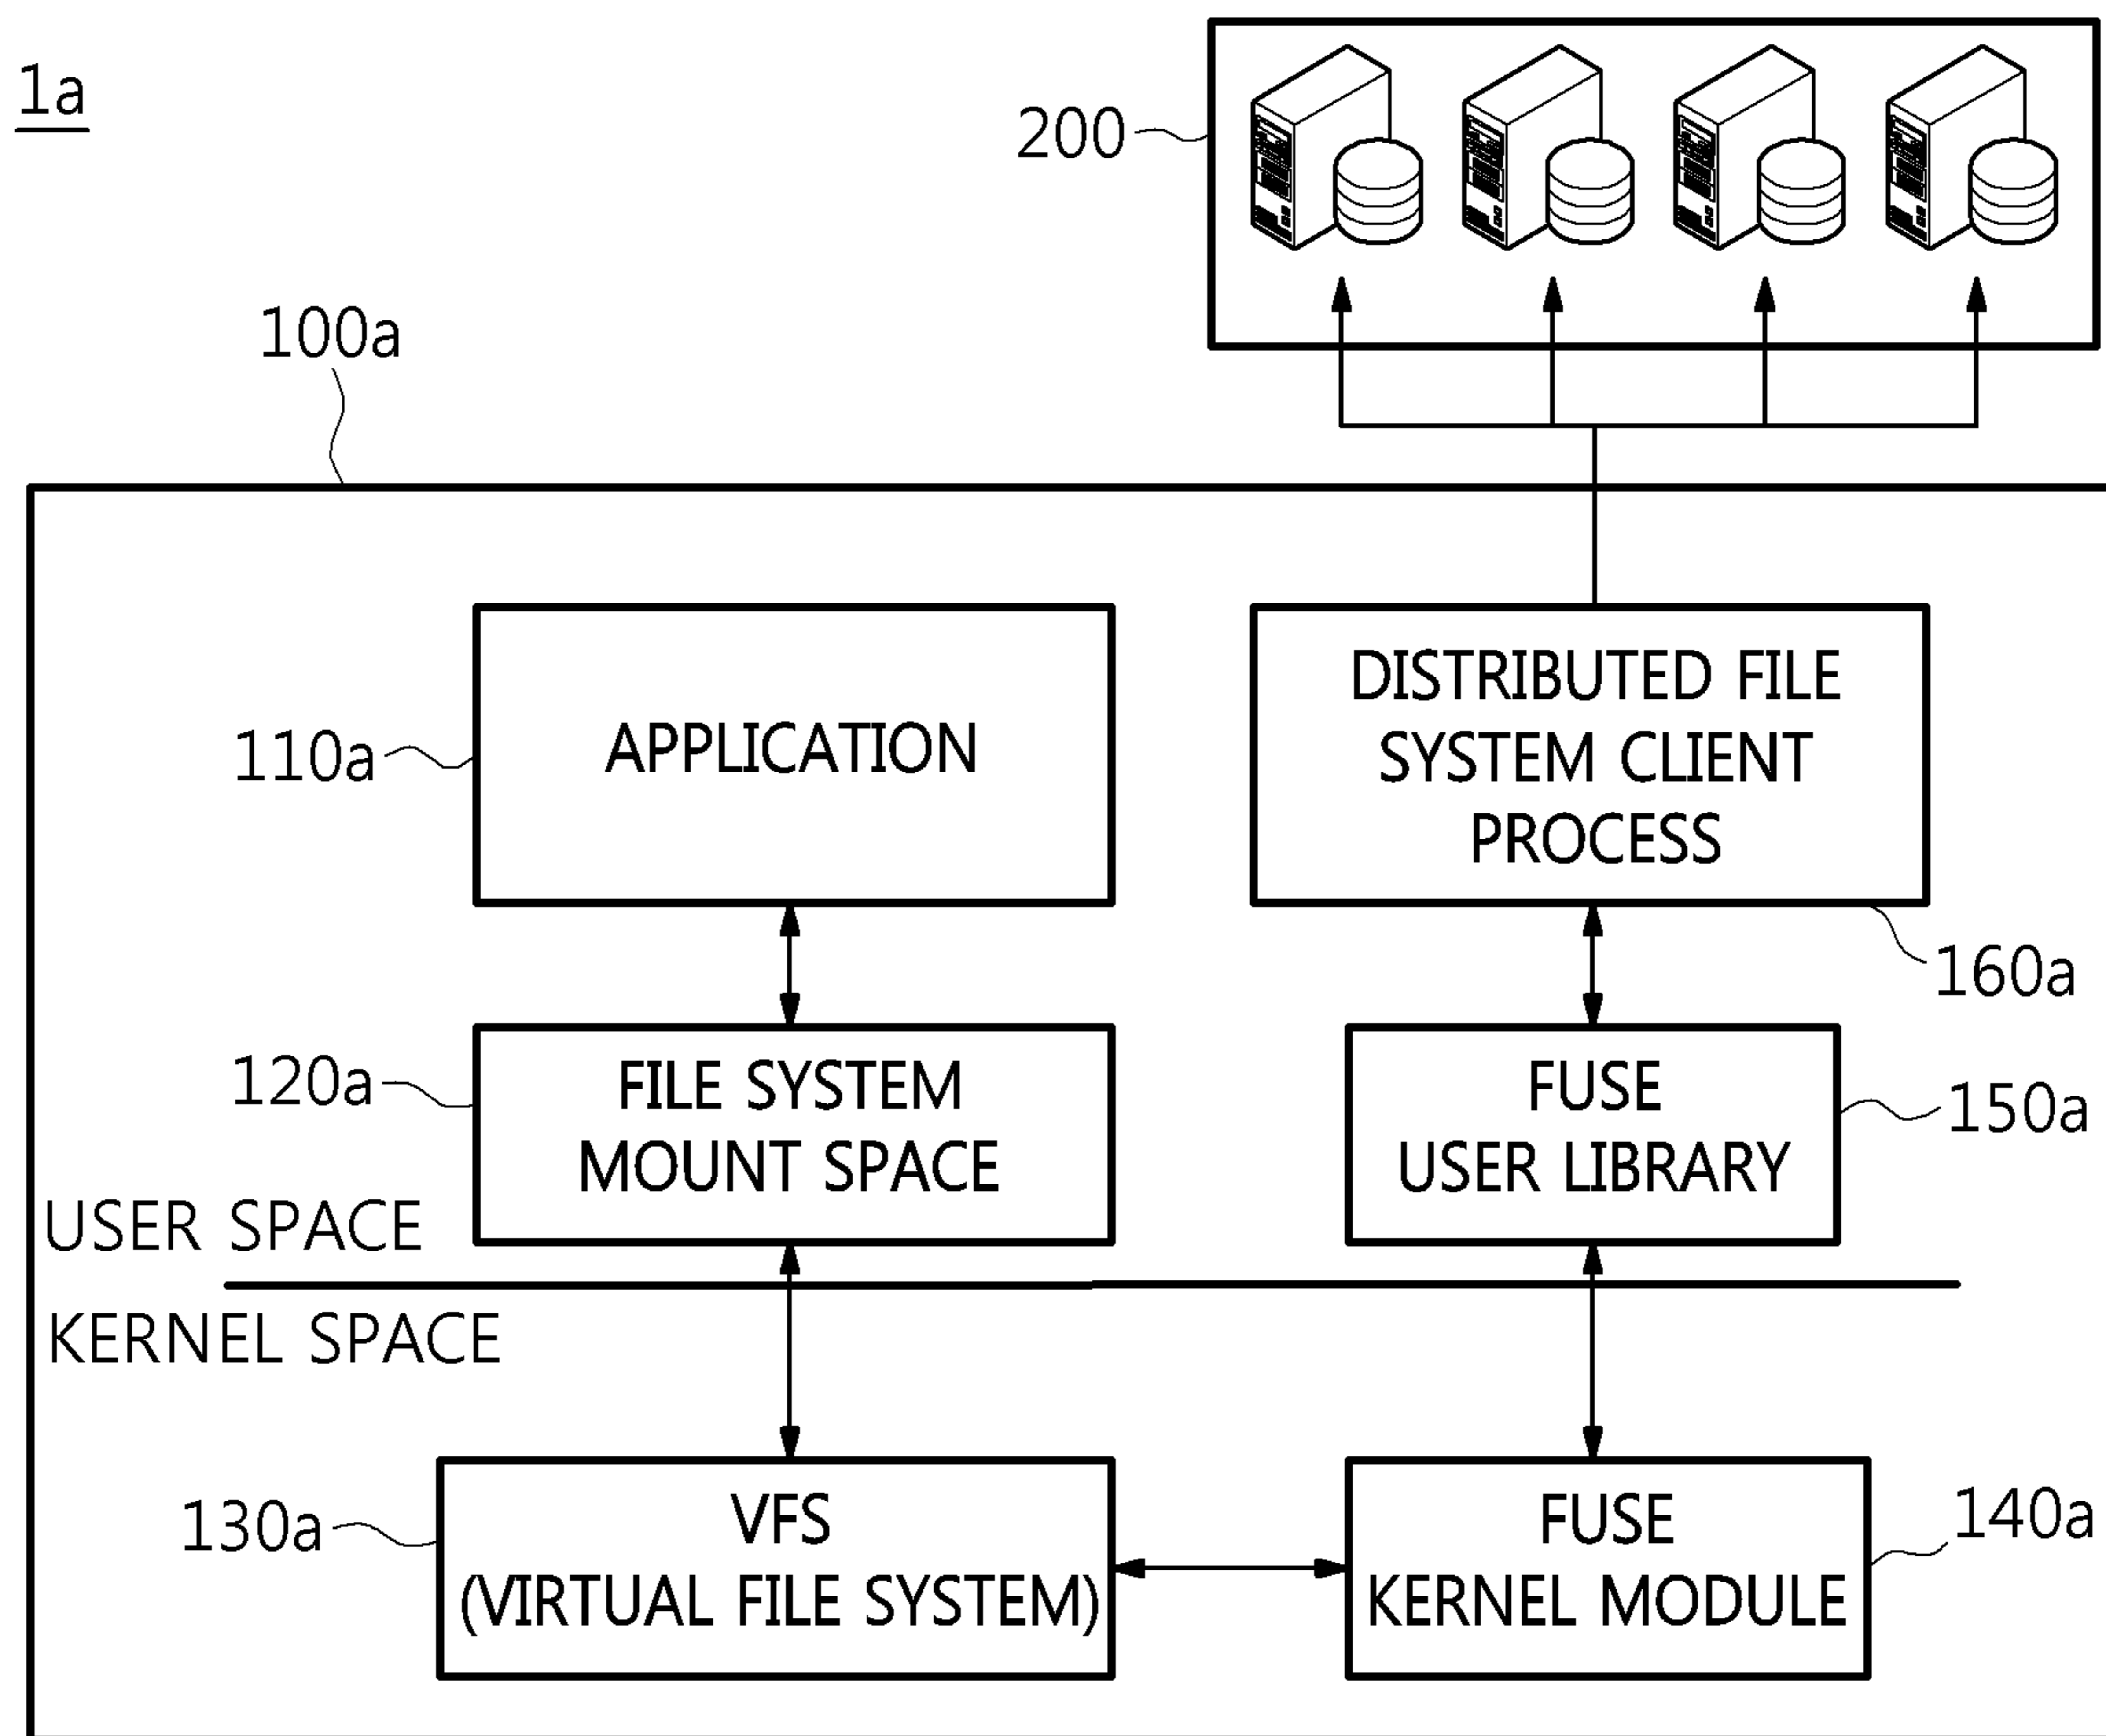 1a
200
100a
110a
APPLICATION
DISTRIBUTED FILE
SYSTEM CLIENT
PROCESS
160a
120a
FILE SYSTEM
MOUNT SPACE
FUSE
USER LIBRARY
150a
USER SPACE
KERNEL SPACE
130a
VFS
(VIRTUAL FILE SYSTEM)
FUSE
KERNEL MODULE
140a